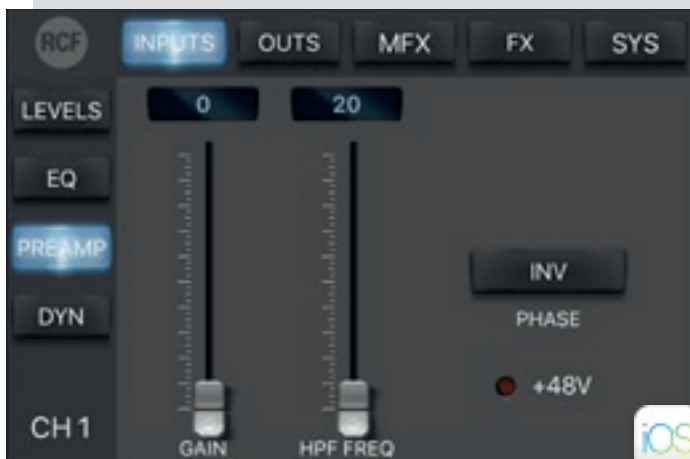 RCF INPUTS OUTS MFX FX SYS
LEVELS 0 20
EQ
PREAMP INV
DYN PHASE
+48V
CH 1 GAIN HPF FREQ iOS